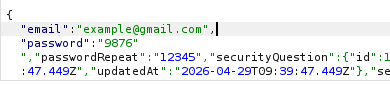 {
"email":"example@gmail.com",
"password":"9876"
","passwordRepeat":"12345","securityQuestion":{"id":1
:47.449Z","updatedAt":"2026-04-29T09:39:47.449Z"},"se